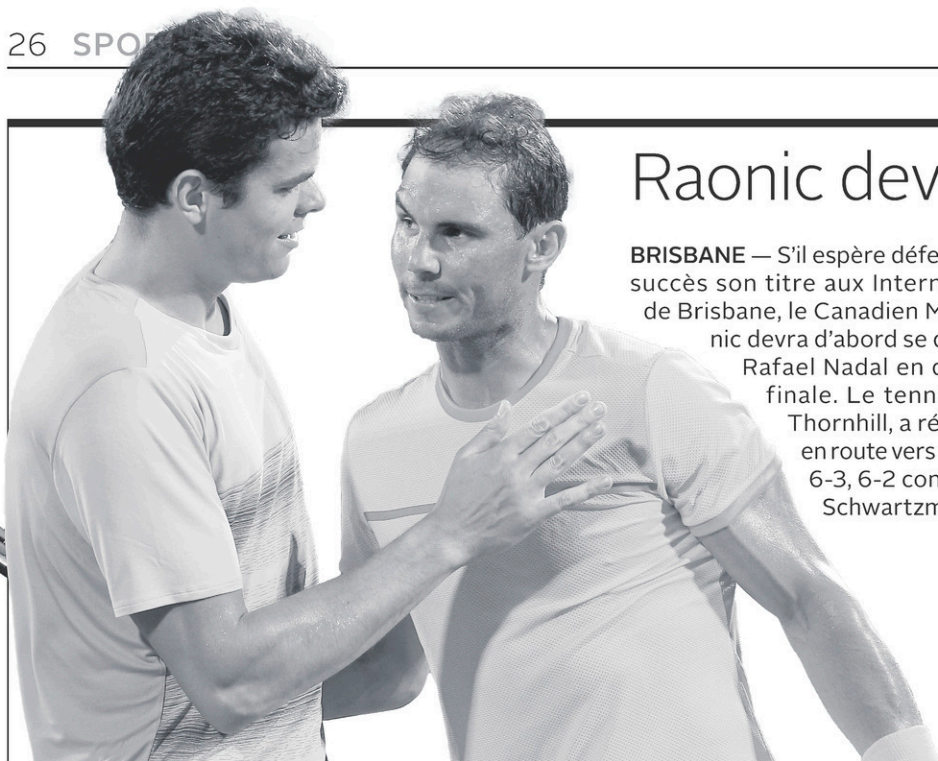 26 SPO
Raonic dev
BRISBANE — S’il espère défe
succès son titre aux Intern
de Brisbane, le Canadien M
nic devra d’abord se d
Rafael Nadal en q
finale. Le tenn
Thornhill, a ré
en route vers
6-3, 6-2 con
Schwartzm